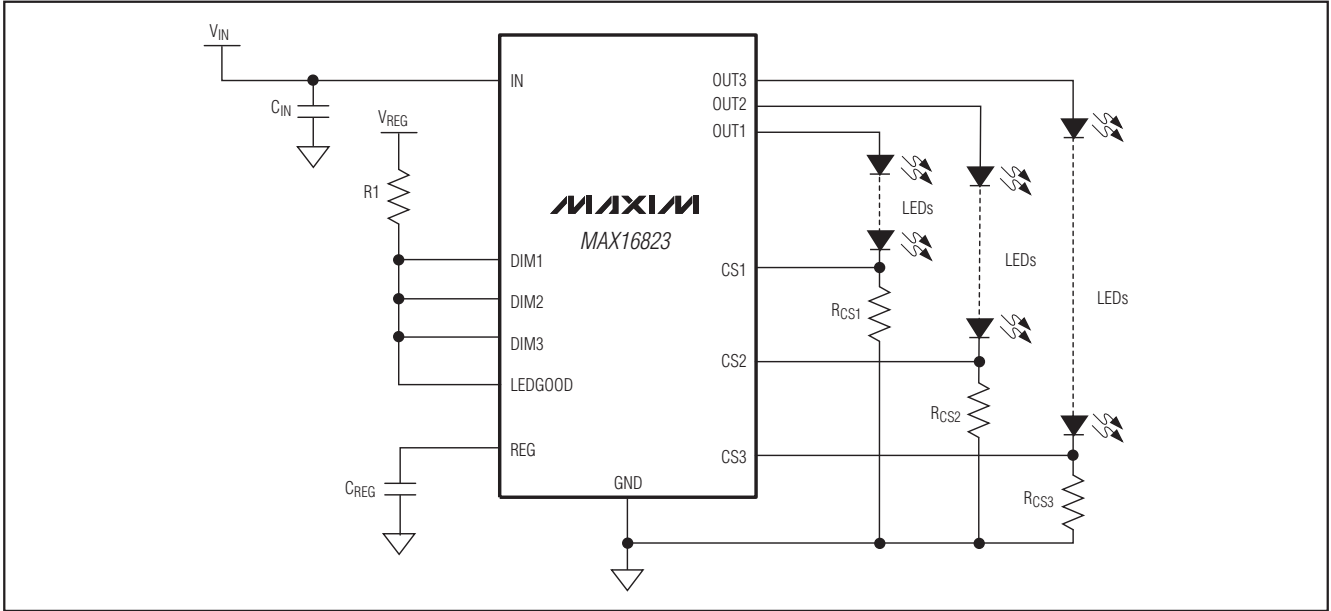 VIN
CIN
VREG
R1
IN
DIM1
DIM2
DIM3
LEDGOOD
REG
CREG
MAXIM
MAX16823
GND
OUT3
OUT2
OUT1
CS1
CS2
CS3
LEDs
LEDs
LEDs
RCS1
RCS2
RCS3